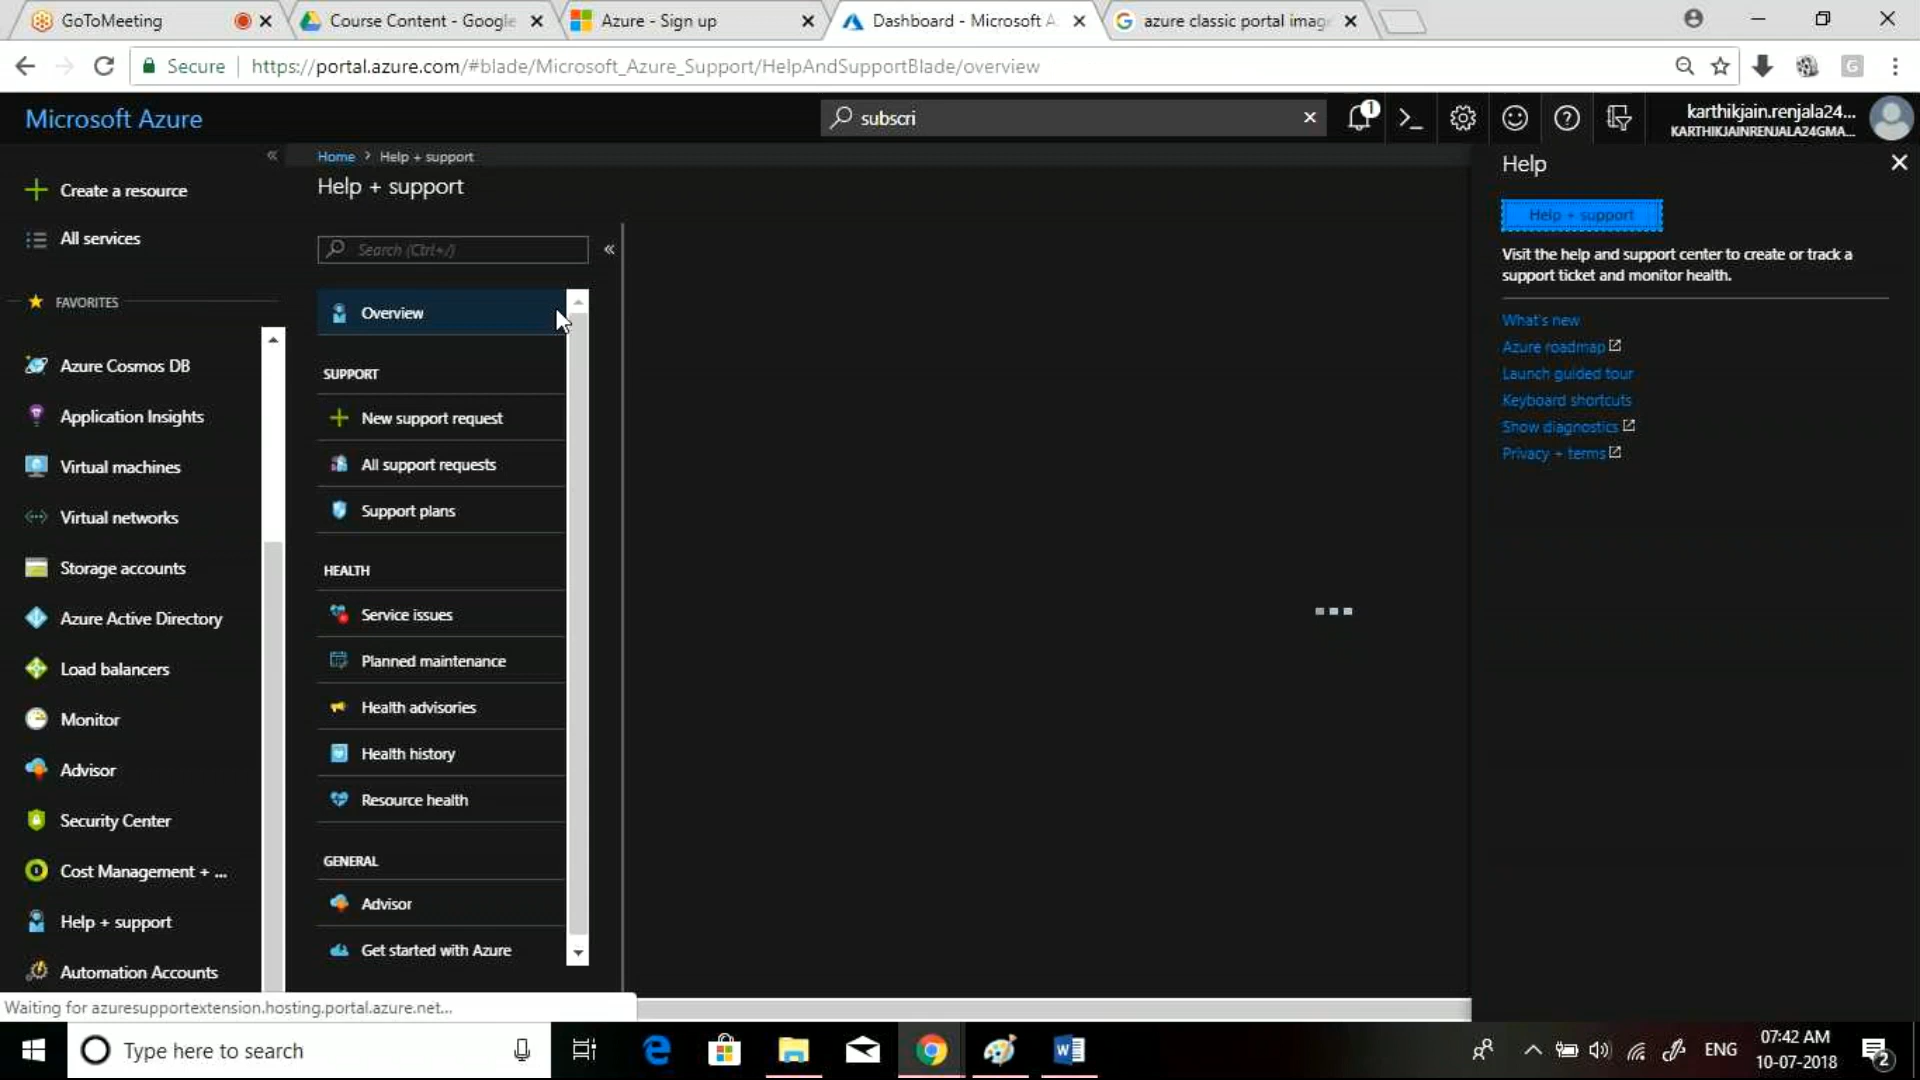 GoToMeeting
Course Content - Google
Azure - Sign up
Dashboard - Microsoft A
azure classic portal imag
Secure
https://portal.azure.com/#blade/Microsoft_Azure_Support/HelpAndSupportBlade/overview
G
Microsoft Azure
subscri
1
karthikjain.renjala24...
KARTHIKJAINRENJALA24GMA...
Create a resource
All services
FAVORITES
Azure Cosmos DB
Application Insights
Virtual machines
Virtual networks
Storage accounts
Azure Active Directory
Load balancers
Monitor
Advisor
Security Center
Cost Management + ...
Help + support
Automation Accounts
Home > Help + support
Help + support
Search (Ctrl+/)
Overview
SUPPORT
New support request
All support requests
Support plans
HEALTH
Service issues
Planned maintenance
Health advisories
Health history
Resource health
GENERAL
Advisor
Get started with Azure
Help
Help + support
Visit the help and support center to create or track a
support ticket and monitor health.
What's new
Azure roadmap
Launch guided tour
Keyboard shortcuts
Show diagnostics
Privacy + terms
Waiting for azuresupportextension.hosting.portal.azure.net...
Type here to search
ENG
07:42 AM
10-07-2018
2